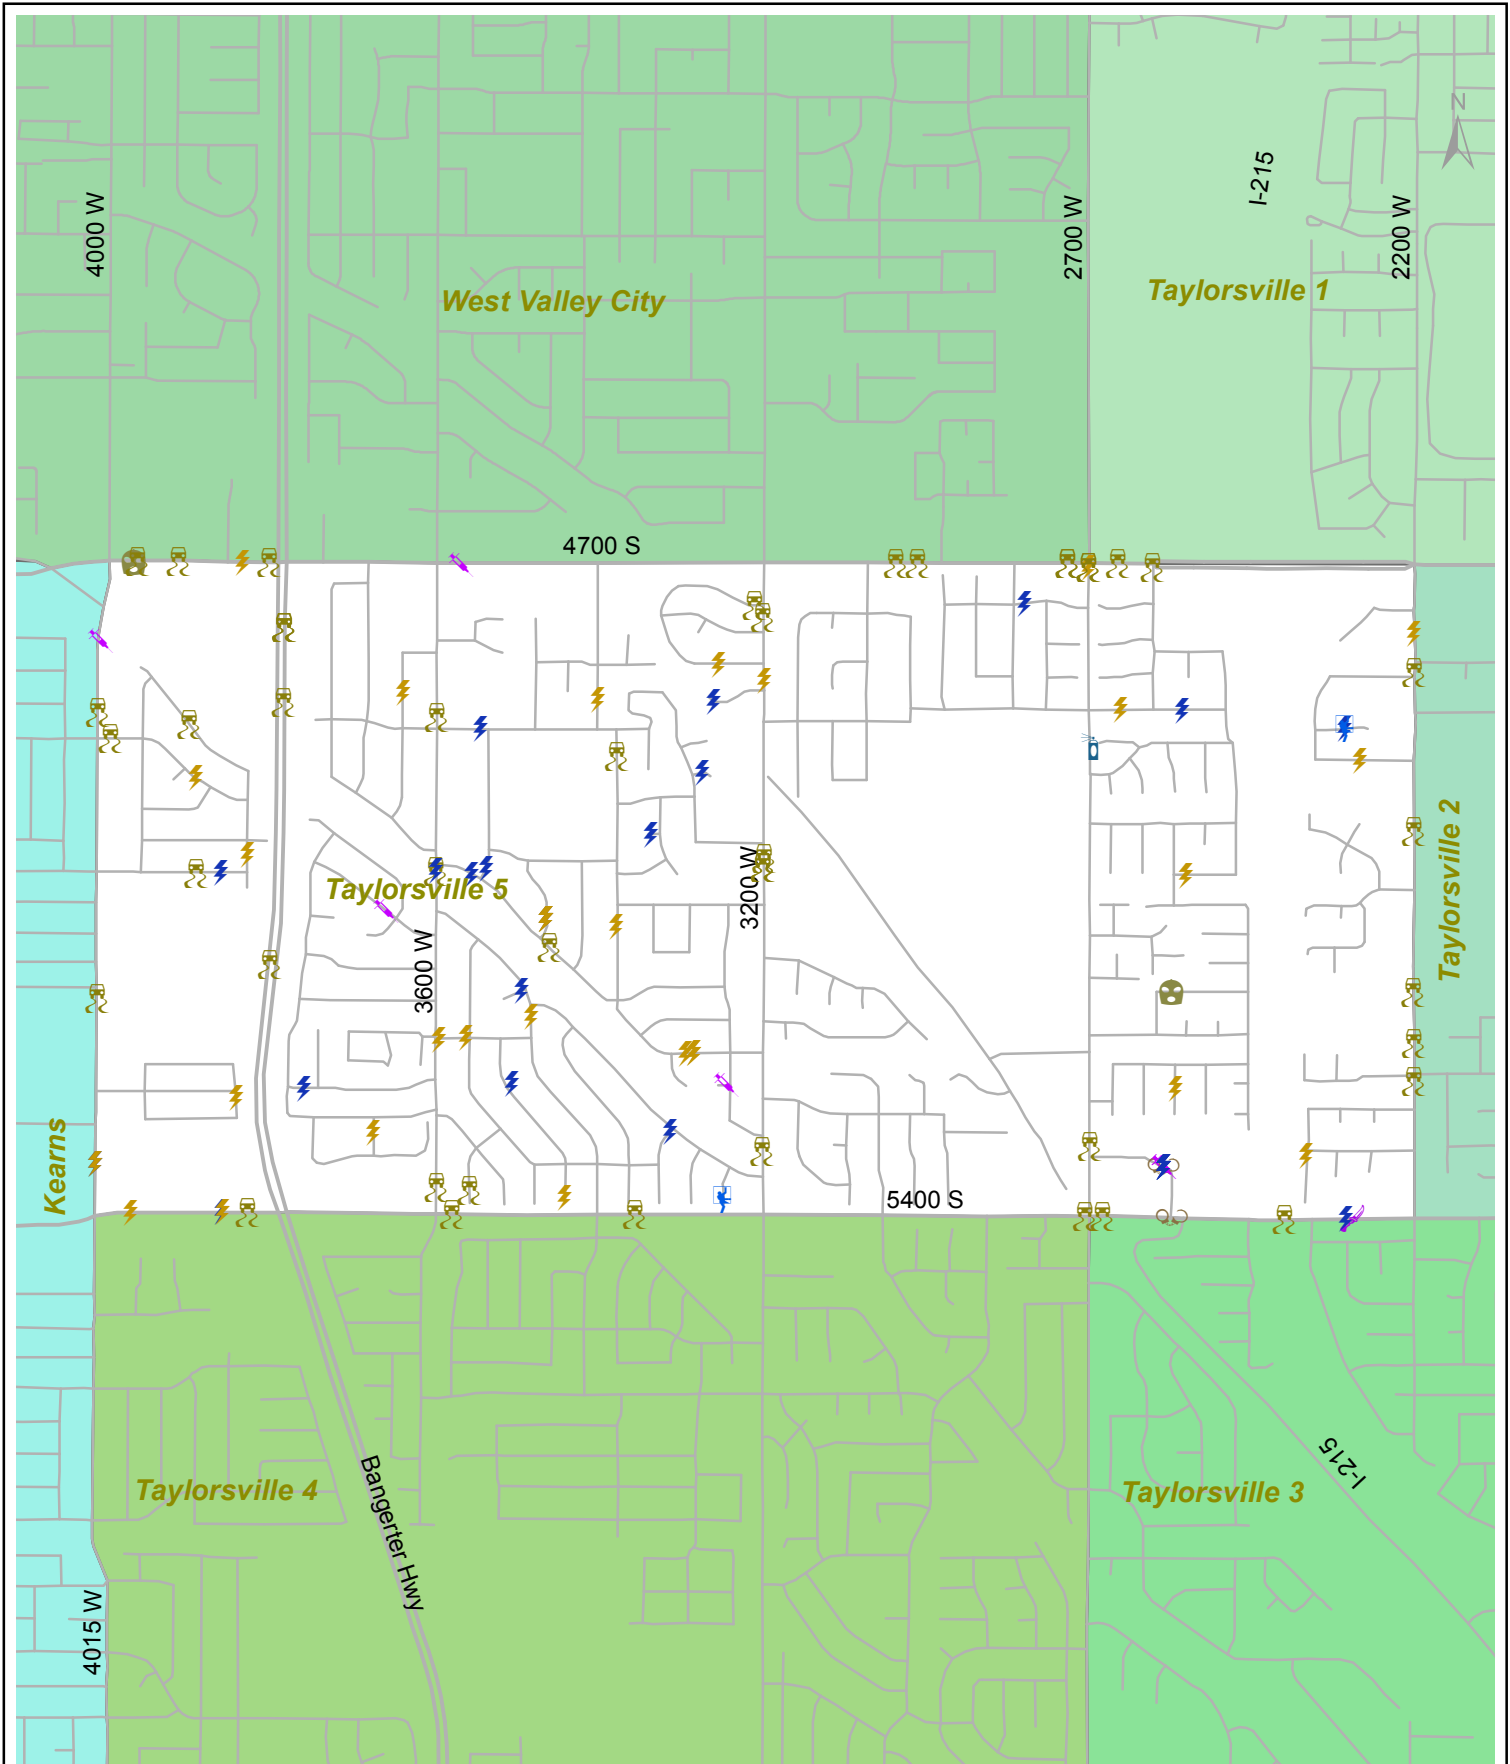 N
I-215
4000 W
2700 W
2200 W
West Valley City
Taylorsville 1
4700 S
Taylorsville 2
3200 W
Taylorsville 5
3600 W
Kearns
5400 S
I-215
Taylorsville 4
Taylorsville 3
Bangerter Hwy
4015 W